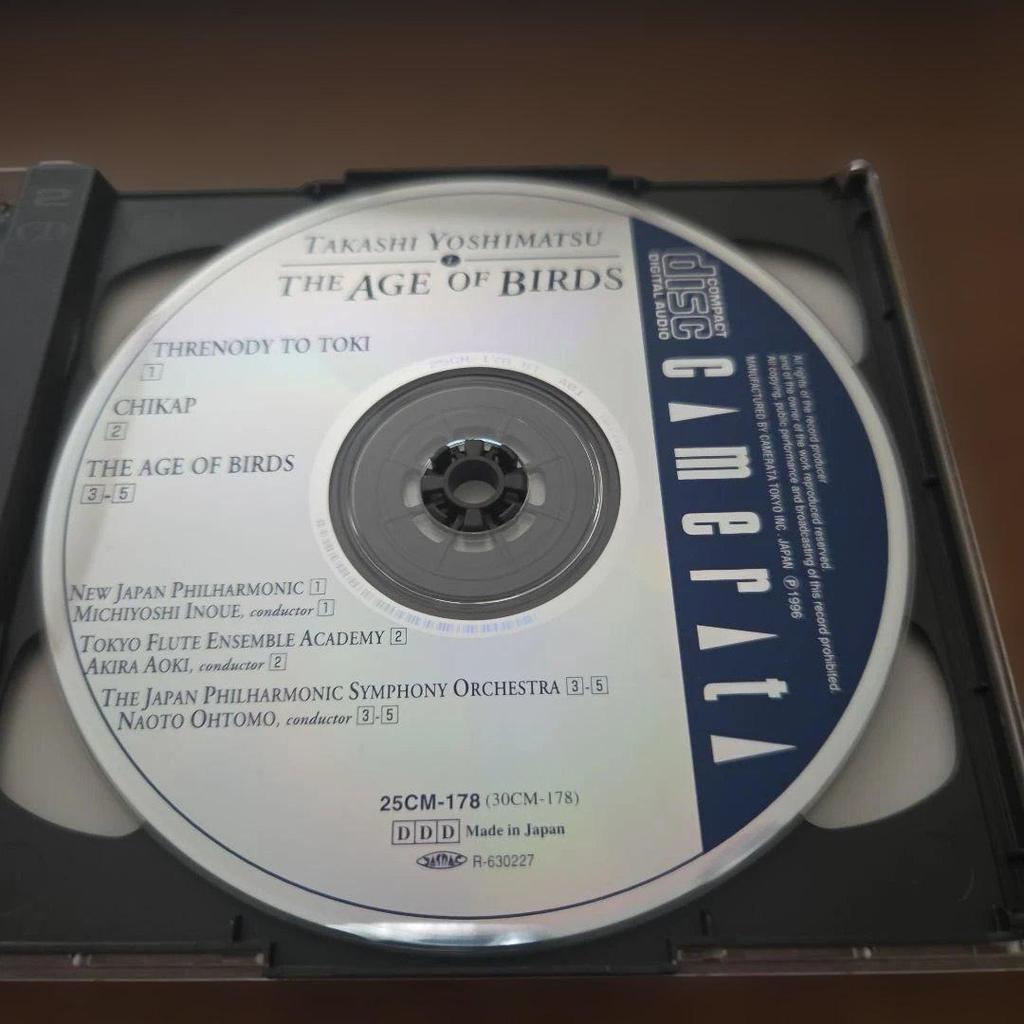 2
CD
TAKASHI YOSHIMATSU
THE AGE OF BIRDS
THRENODY TO TOKI
1
CHIKAP
2
THE AGE OF BIRDS
3-5
NEW JAPAN PHILHARMONIC 1
MICHIYOSHI INOUE, conductor 1
TOKYO FLUTE ENSEMBLE ACADEMY 2
AKIRA AOKI, conductor 2
THE JAPAN PHILHARMONIC SYMPHONY ORCHESTRA 3-5
NAOTO OHTOMO, conductor 3-5
25CM-178 (30CM-178)
DDD Made in Japan
JASRAC R-630227
COMPACT
disc
DIGITAL AUDIO
camerata
All rights of the record producer
and of the owner of the work reproduced reserved.
All copying, public performance and broadcasting of this record prohibited.
MANUFACTURED BY CAMERATA TOKYO INC. JAPAN ℗1996